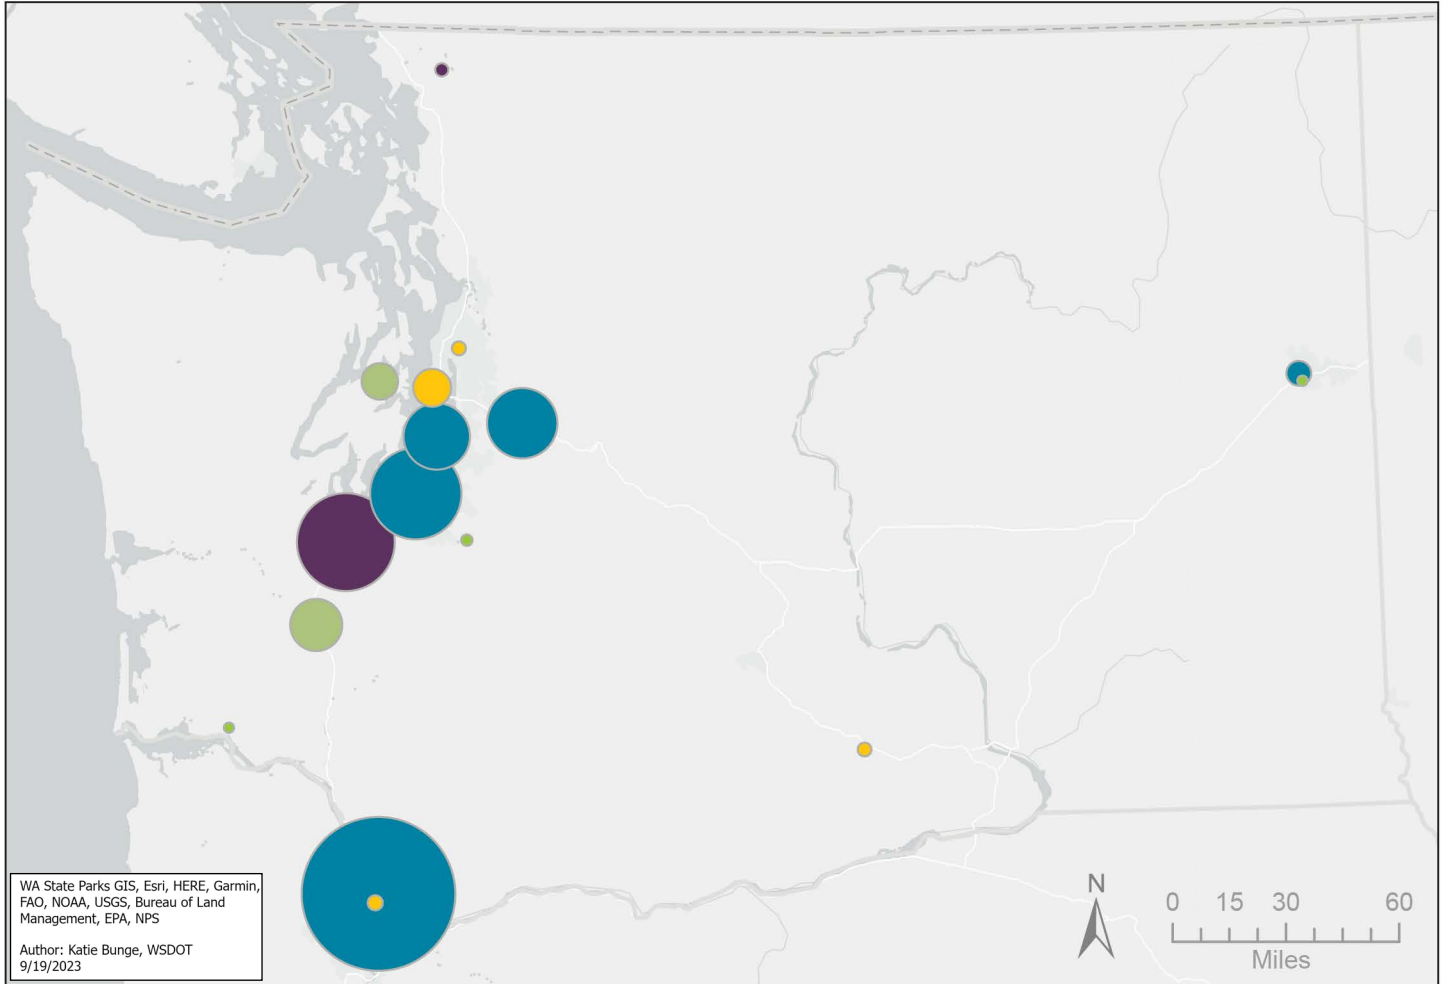 WA State Parks GIS, Esri, HERE, Garmin,
FAO, NOAA, USGS, Bureau of Land
Management, EPA, NPS
Author: Katie Bunge, WSDOT
9/19/2023
N
0 15 30 60
Miles